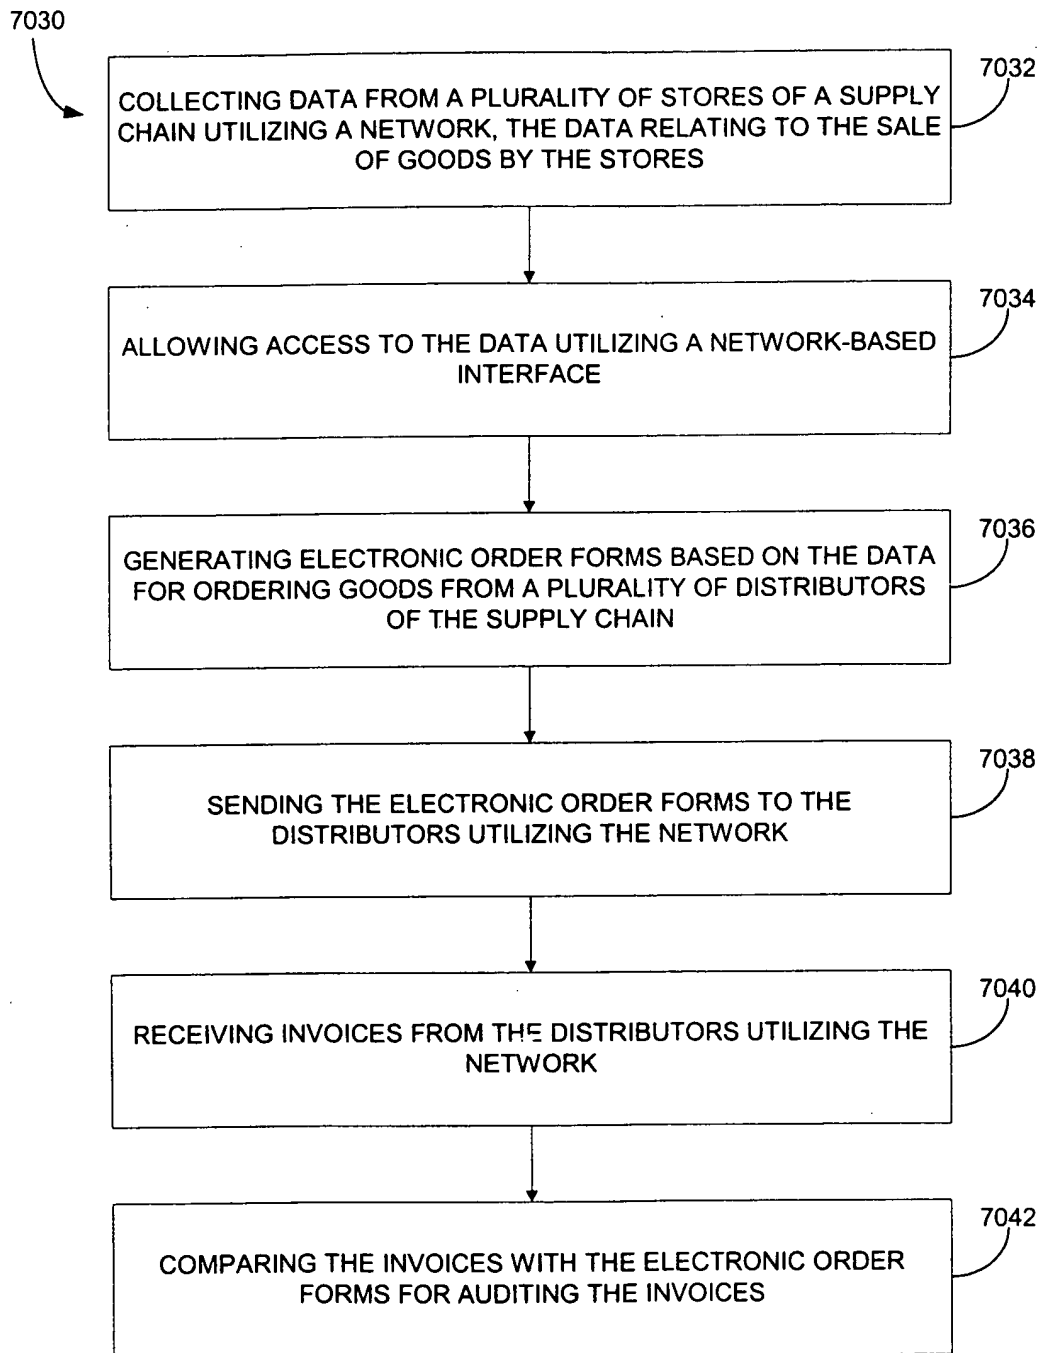 7030
7032
COLLECTING DATA FROM A PLURALITY OF STORES OF A SUPPLY
CHAIN UTILIZING A NETWORK, THE DATA RELATING TO THE SALE
OF GOODS BY THE STORES
7034
ALLOWING ACCESS TO THE DATA UTILIZING A NETWORK-BASED
INTERFACE
7036
GENERATING ELECTRONIC ORDER FORMS BASED ON THE DATA
FOR ORDERING GOODS FROM A PLURALITY OF DISTRIBUTORS
OF THE SUPPLY CHAIN
7038
SENDING THE ELECTRONIC ORDER FORMS TO THE
DISTRIBUTORS UTILIZING THE NETWORK
7040
RECEIVING INVOICES FROM THE DISTRIBUTORS UTILIZING THE
NETWORK
7042
COMPARING THE INVOICES WITH THE ELECTRONIC ORDER
FORMS FOR AUDITING THE INVOICES